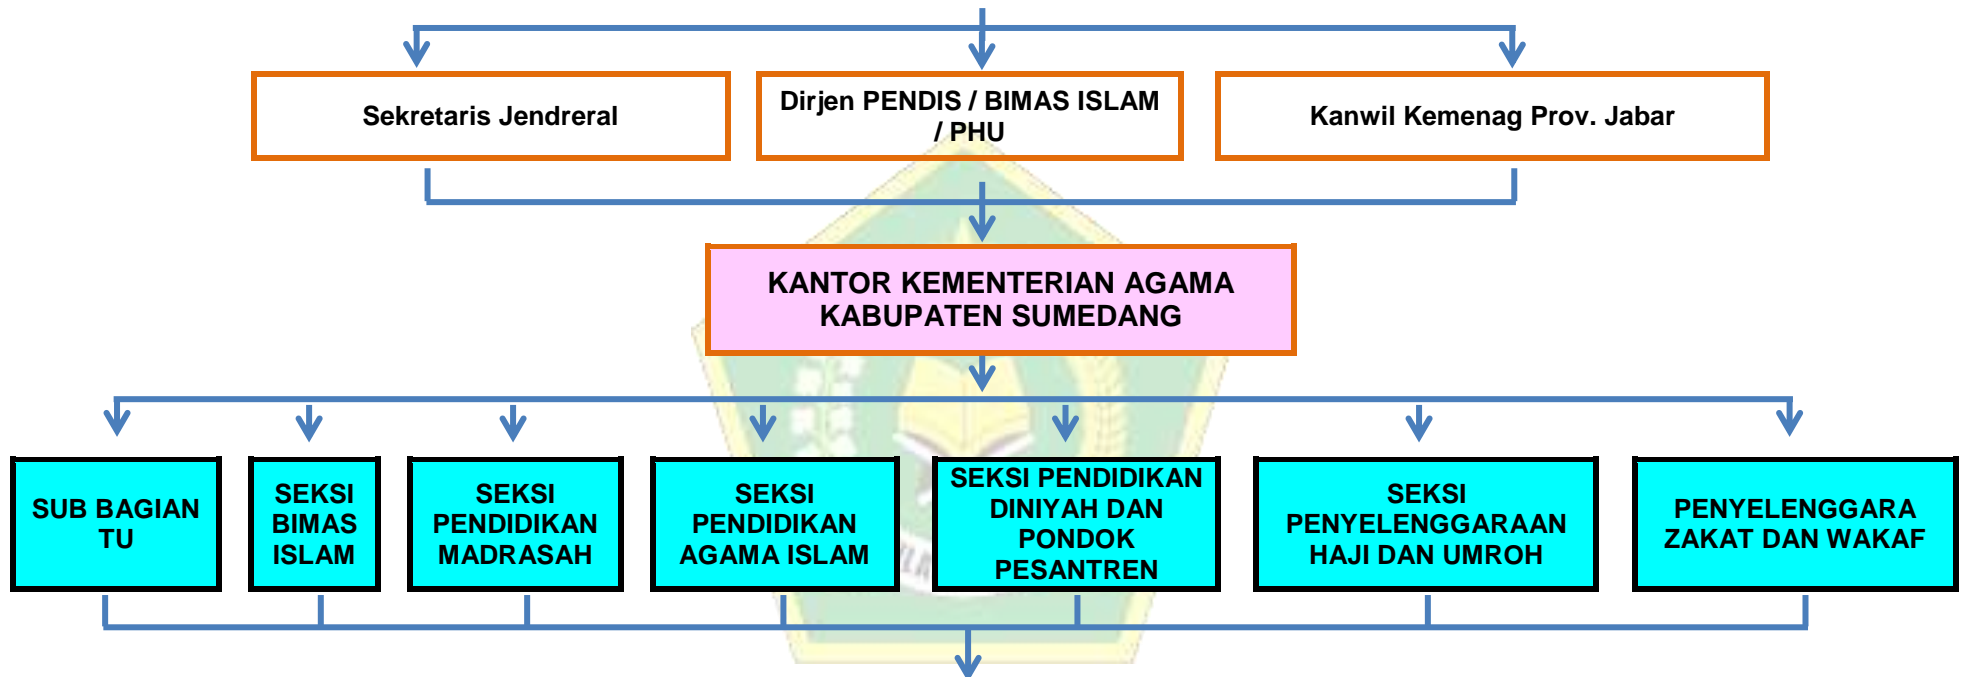 Sekretaris Jendreral
Dirjen PENDIS / BIMAS ISLAM
/ PHU
Kanwil Kemenag Prov. Jabar
KANTOR KEMENTERIAN AGAMA
KABUPATEN SUMEDANG
SUB BAGIAN
TU
SEKSI
BIMAS
ISLAM
SEKSI
PENDIDIKAN
MADRASAH
SEKSI
PENDIDIKAN
AGAMA ISLAM
SEKSI PENDIDIKAN
DINIYAH DAN
PONDOK
PESANTREN
SEKSI
PENYELENGGARAAN
HAJI DAN UMROH
PENYELENGGARA
ZAKAT DAN WAKAF